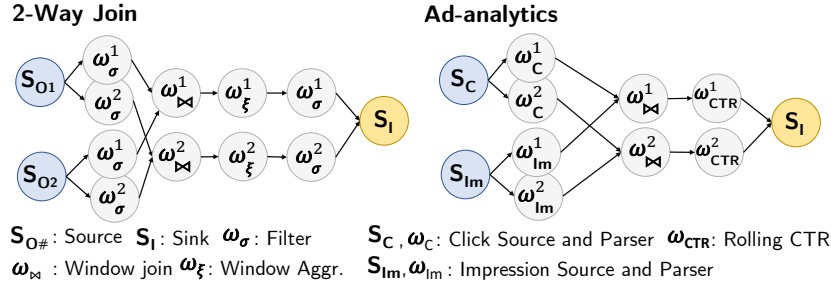 2-Way Join
S_O1
ω_σ^1
ω_σ^2
S_O2
ω_σ^1
ω_σ^2
ω_⋈^1
ω_ξ^1
ω_σ^1
ω_⋈^2
ω_ξ^2
ω_σ^2
S_I
S_O#: Source S_I: Sink ω_σ: Filter
ω_⋈: Window join ω_ξ: Window Aggr.
Ad-analytics
S_C
ω_C^1
ω_C^2
S_Im
ω_Im^1
ω_Im^2
ω_⋈^1
ω_CTR^1
ω_⋈^2
ω_CTR^2
S_I
S_C, ω_C: Click Source and Parser ω_CTR: Rolling CTR
S_Im, ω_Im: Impression Source and Parser